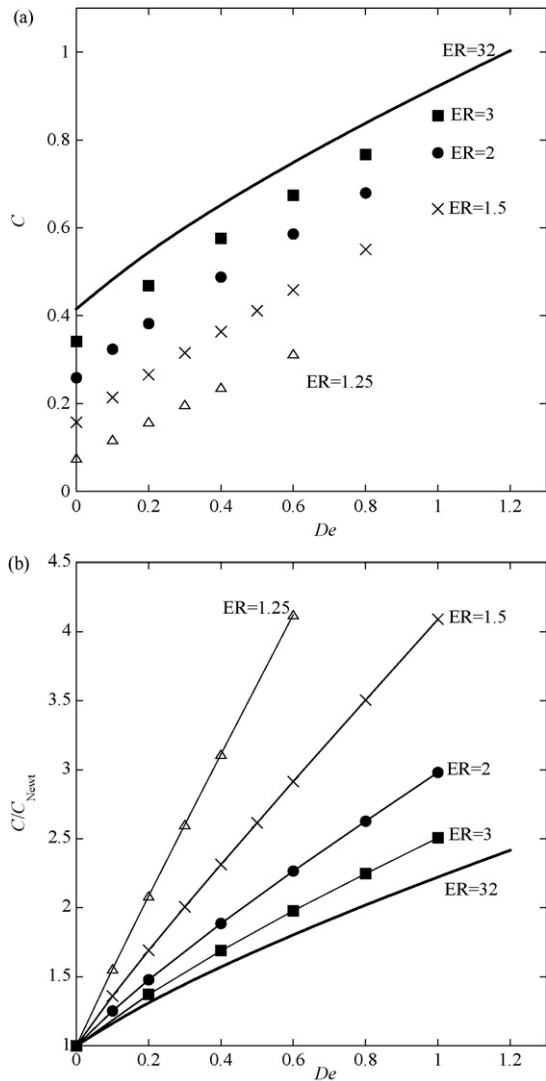 (a)
1
0.8
0.6
0.4
0.2
0
C
ER=32
ER=3
ER=2
ER=1.5
ER=1.25
0 0.2 0.4 0.6 0.8 1 1.2
De
(b)
4.5
4
3.5
3
2.5
2
1.5
1
C/C_Newt
ER=1.25
ER=1.5
ER=2
ER=3
ER=32
0 0.2 0.4 0.6 0.8 1 1.2
De